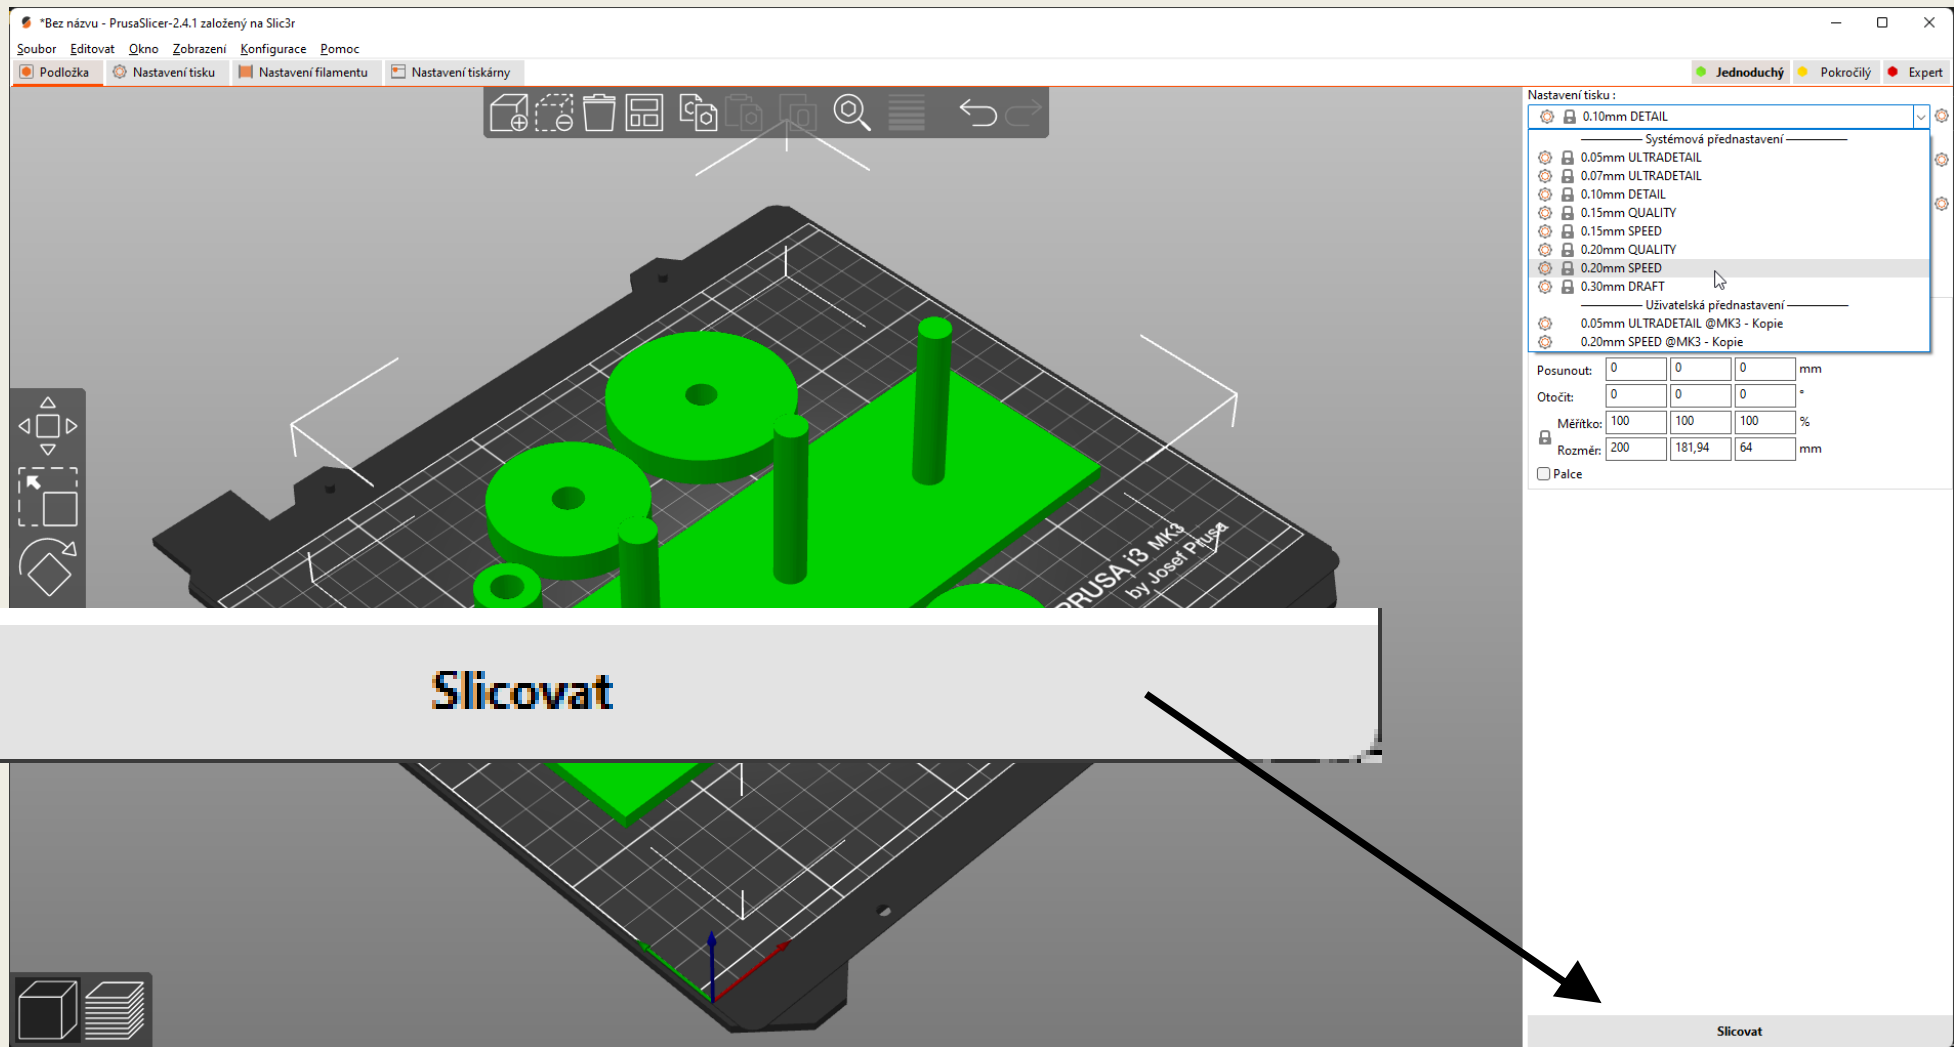 *Bez názvu - PrusaSlicer-2.4.1 založený na Slic3r
Soubor Editovat Okno Zobrazení Konfigurace Pomoc
Podložka Nastavení tisku Nastavení filamentu Nastavení tiskárny
Jednoduchý Pokročilý Expert
Nastavení tisku :
0.10mm DETAIL
Systémová přednastavení
0.05mm ULTRADETAIL
0.07mm ULTRADETAIL
0.10mm DETAIL
0.15mm QUALITY
0.15mm SPEED
0.20mm QUALITY
0.20mm SPEED
0.30mm DRAFT
Uživatelská přednastavení
0.05mm ULTRADETAIL @MK3 - Kopie
0.20mm SPEED @MK3 - Kopie
Posunout: 0 0 0 mm
Otočit: 0 0 0 °
Měřítko: 100 100 100 %
Rozměr: 200 181,94 64 mm
Palce
PRUSA i3 MK3
by Josef Prusa
Slicovat
Slicovat